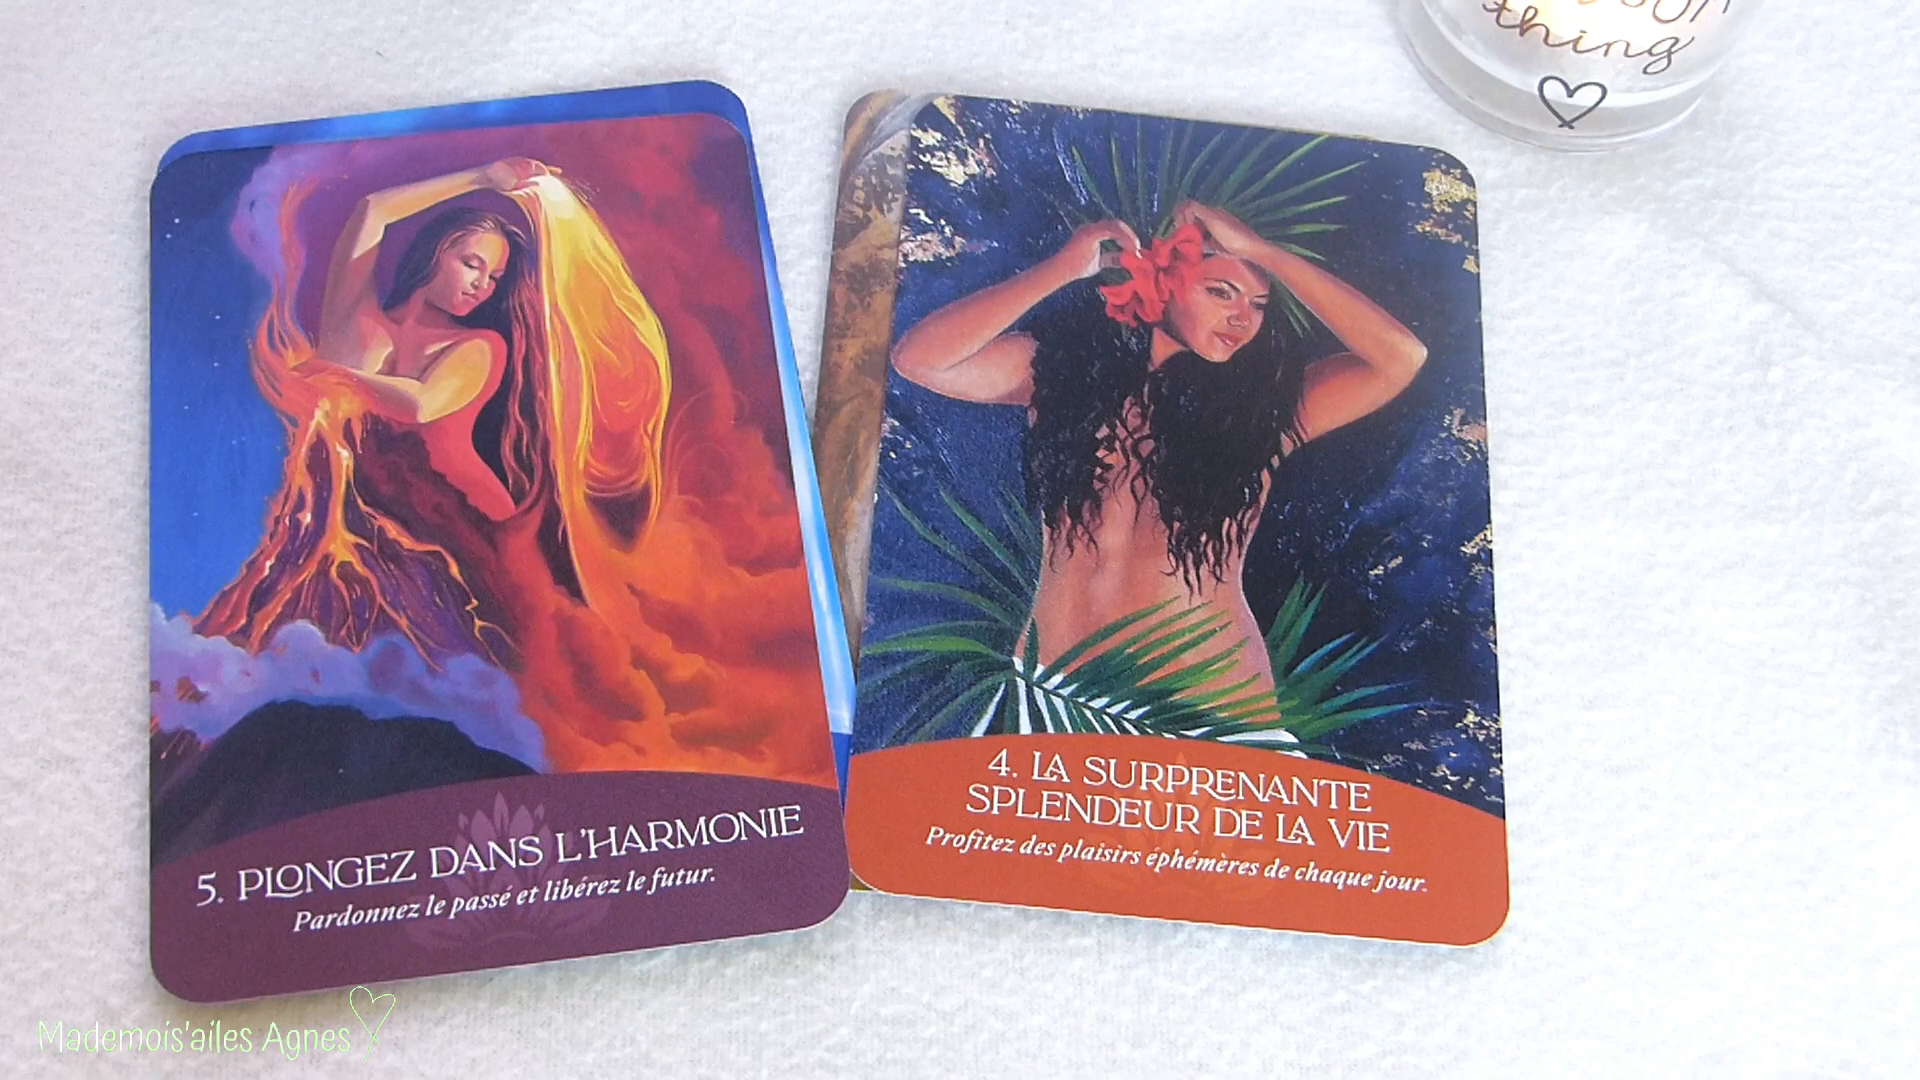 thing
5. PLONGEZ DANS L'HARMONIE
Pardonnez le passé et libérez le futur.
4. LA SURPRENANTE
SPLENDEUR DE LA VIE
Profitez des plaisirs éphémères de chaque jour.
Mademois'ailes Agnes